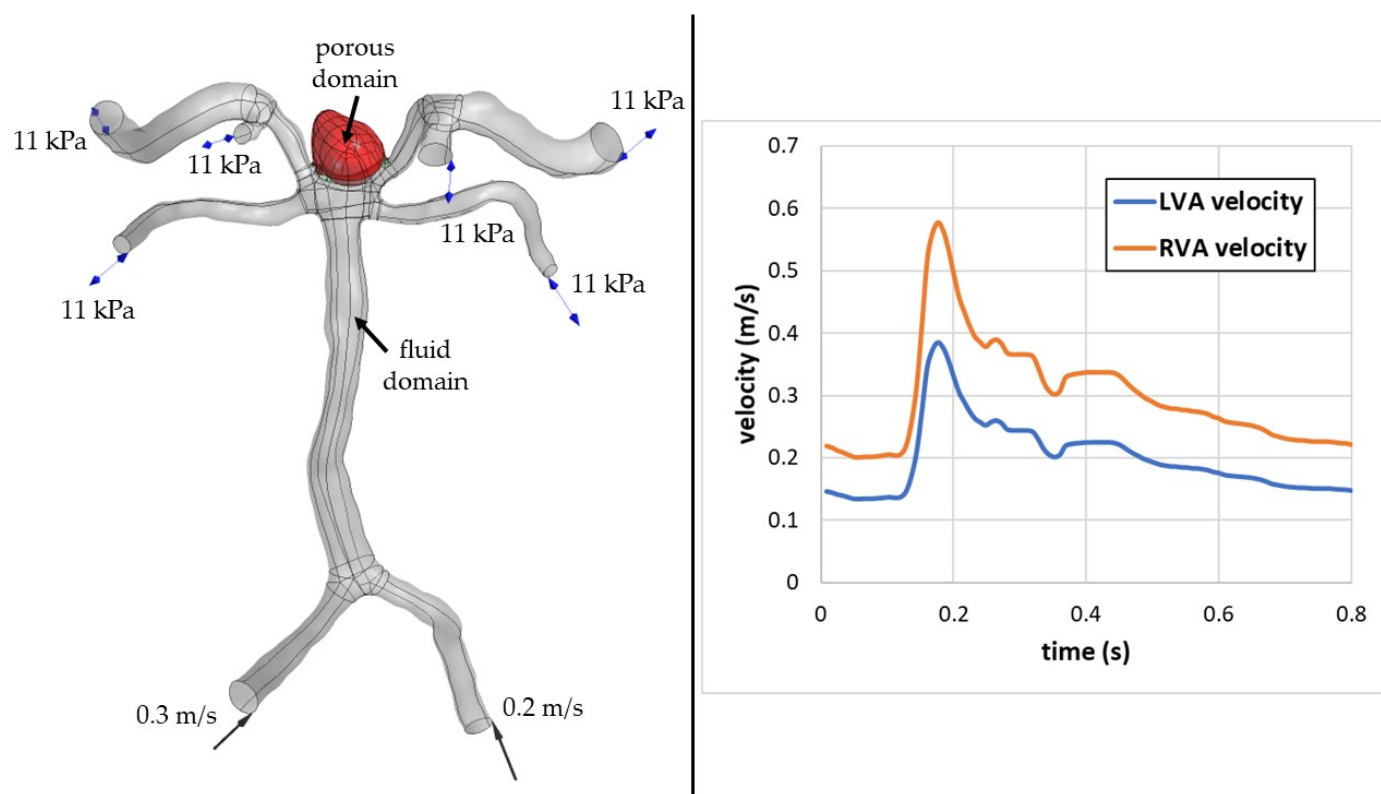 porous
domain
11 kPa
11 kPa
11 kPa
11 kPa
11 kPa
11 kPa
fluid
domain
0.3 m/s
0.2 m/s
0.7
0.6
0.5
0.4
0.3
0.2
0.1
0
velocity (m/s)
LVA velocity
RVA velocity
0
0.2
0.4
0.6
0.8
time (s)